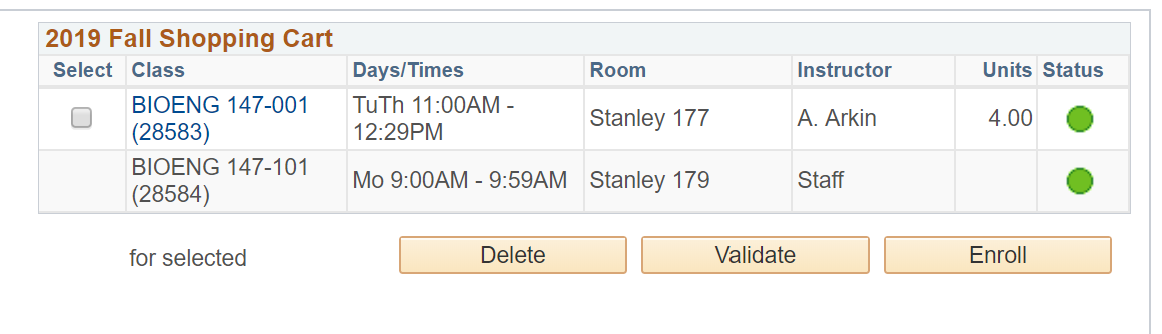 2019 Fall Shopping Cart
Select Class Days/Times Room Instructor Units Status
BIOENG 147-001
(28583)
TuTh 11:00AM -
12:29PM
Stanley 177
A. Arkin
4.00
BIOENG 147-101
(28584)
Mo 9:00AM - 9:59AM
Stanley 179
Staff
for selected
Delete
Validate
Enroll